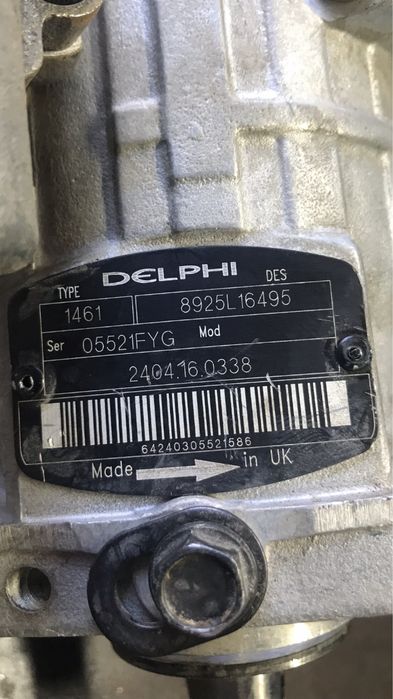 DELPHI
TYPE DES
1461 8925L16495
Ser 05521FYG Mod
2404.16.0338
64240305521586
Made in UK